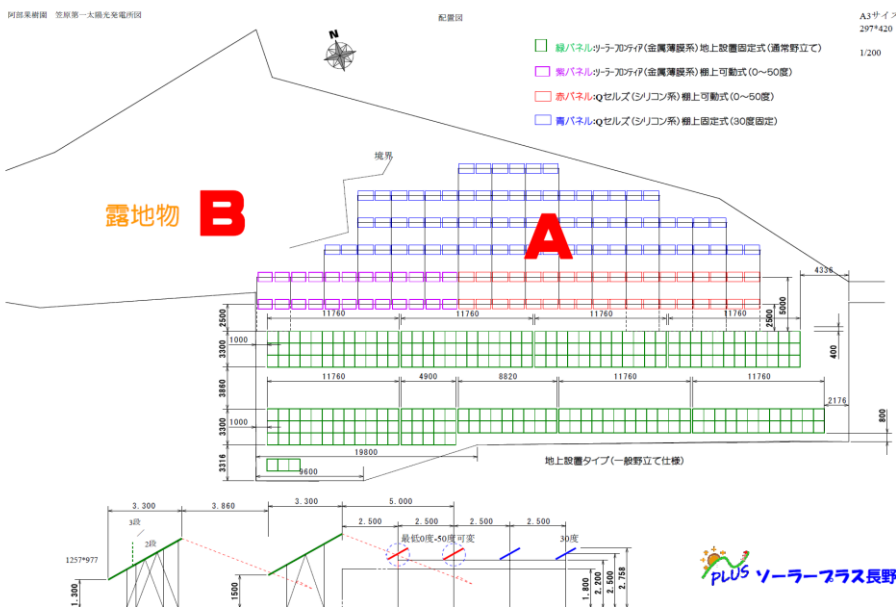 阿部果樹園　笠原第一太陽光発電所図
配置図
A3サイズ
297*420
1/200
N
緑パネル:ソーラーフロンティア(金属薄膜系)地上設置固定式(通常野立て)
紫パネル:ソーラーフロンティア(金属薄膜系)棚上可動式(0～50度)
赤パネル:Qセルズ(シリコン系)棚上可動式(0～50度)
青パネル:Qセルズ(シリコン系)棚上固定式(30度固定)
境界
露地物 B
A
4336
5000
2500
11760 11760 11760 11760
2500
1000
3300
400
11760 4900 8820 11760 11760
3860
2176
1000
3300
800
19800
3316
9600
地上設置タイプ(一般野立て仕様)
3.300 3.860 3.300 5.000
2.500 2.500 2.500 2.500
3段
2段
最低0度-50度可変
30度
1257*977
1.300
1500
1.800
2.200
2.500
2.758
PLUS ソーラープラス長野